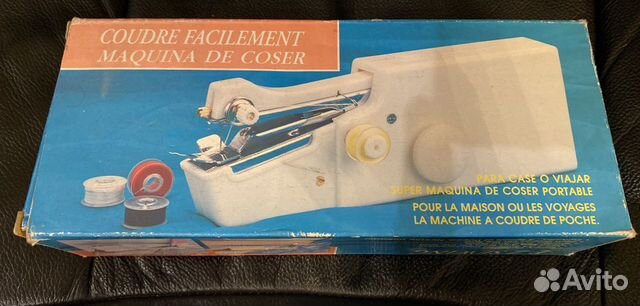 COUDRE FACILEMENT
MAQUINA DE COSER
PARA CASE O VIAJAR
SUPER MAQUINA DE COSER PORTABLE
POUR LA MAISON OU LES VOYAGES
LA MACHINE A COUDRE DE POCHE.
Avito